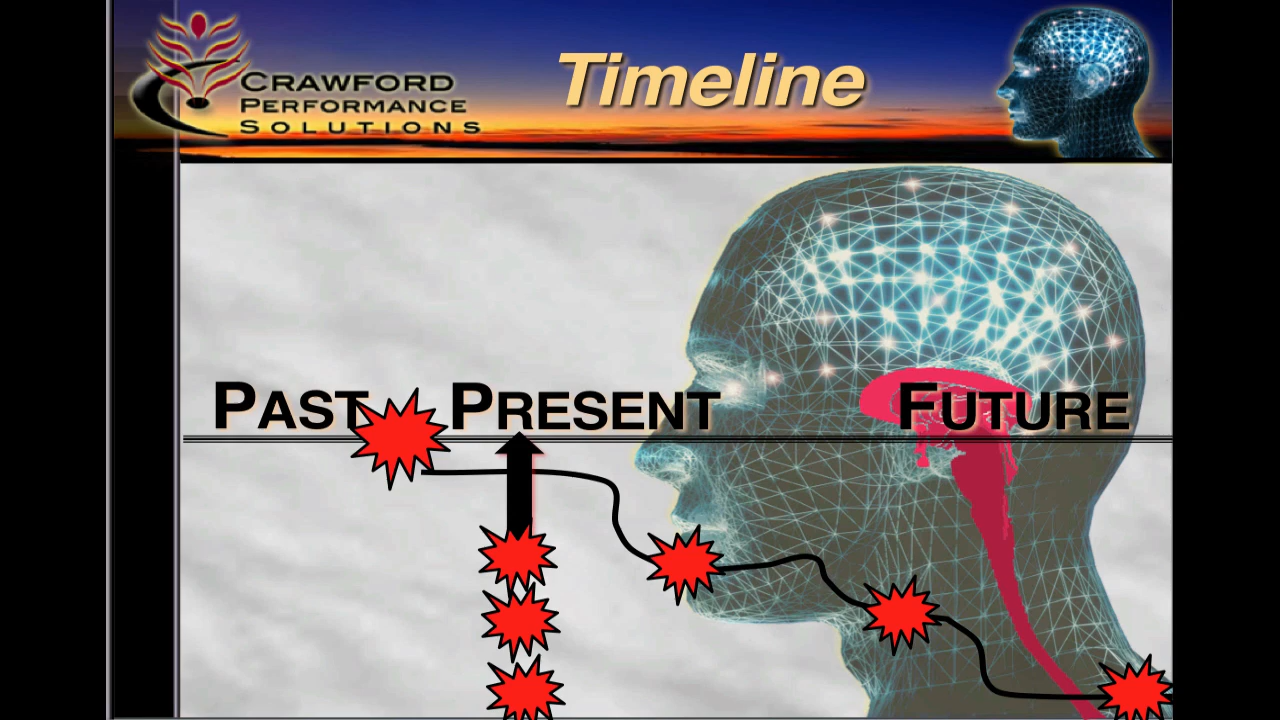 CRAWFORD
PERFORMANCE
SOLUTIONS
Timeline
PAST PRESENT FUTURE